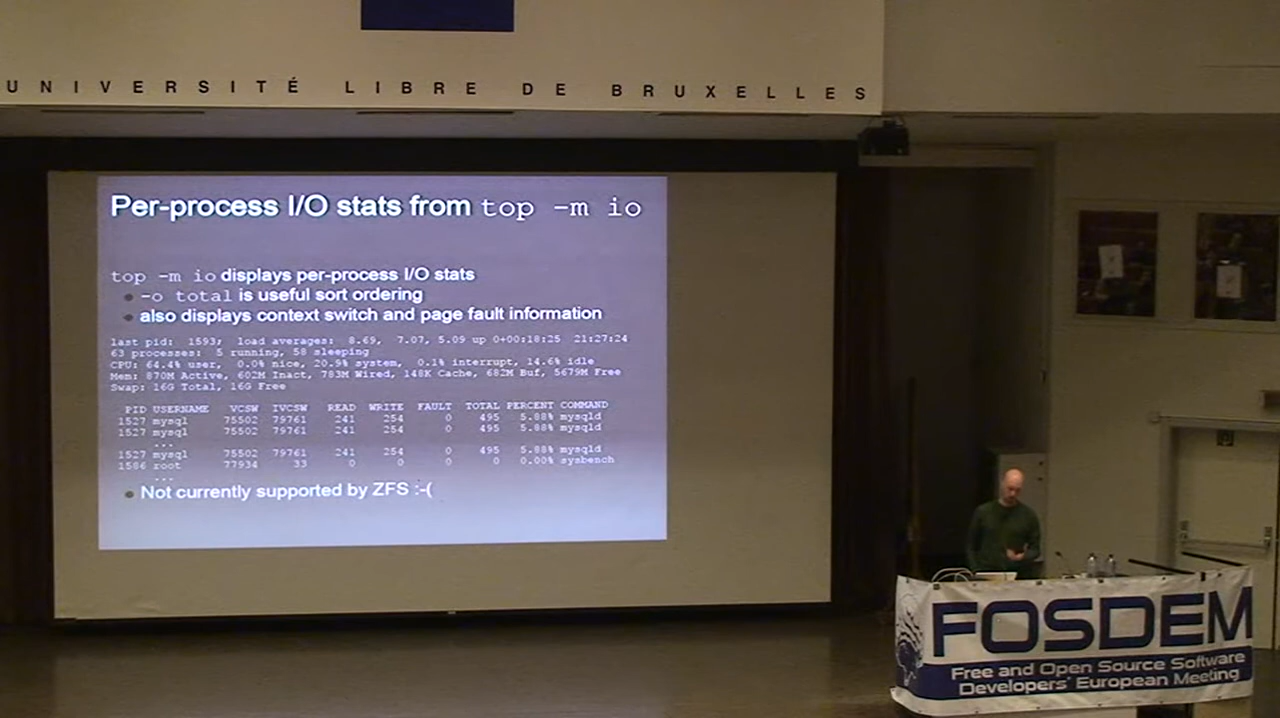 UNIVERSITÉ LIBRE DE BRUXELLES
Per-process I/O stats from top -m io
top -m io displays per-process I/O stats
-o total is useful sort ordering
also displays context switch and page fault information
last pid: 1593; load averages: 8.69, 7.07, 5.09 up 0+00:18:25 21:27:24
63 processes: 5 running, 58 sleeping
CPU: 64.4% user, 0.0% nice, 20.9% system, 0.1% interrupt, 14.6% idle
Mem: 870M Active, 602M Inact, 783M Wired, 148K Cache, 682M Buf, 5679M Free
Swap: 16G Total, 16G Free
PID USERNAME VCSW IVCSW READ WRITE FAULT TOTAL PERCENT COMMAND
1527 mysql 75502 79761 241 254 0 495 5.88% mysqld
1527 mysql 75502 79761 241 254 0 495 5.88% mysqld
...
1527 mysql 75502 79761 241 254 0 495 5.88% mysqld
1586 root 77934 33 0 0 0 0 0.00% sysbench
...
Not currently supported by ZFS :-(
FOSDEM
Free and Open Source Software
Developers' European Meeting